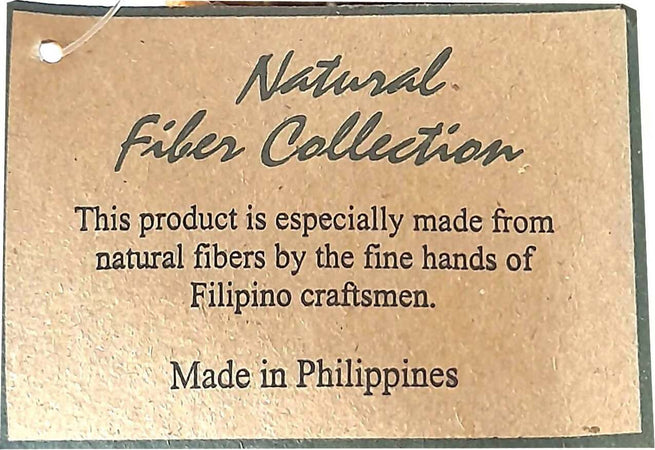 Natural
Fiber Collection
This product is especially made from
natural fibers by the fine hands of
Filipino craftsmen.
Made in Philippines